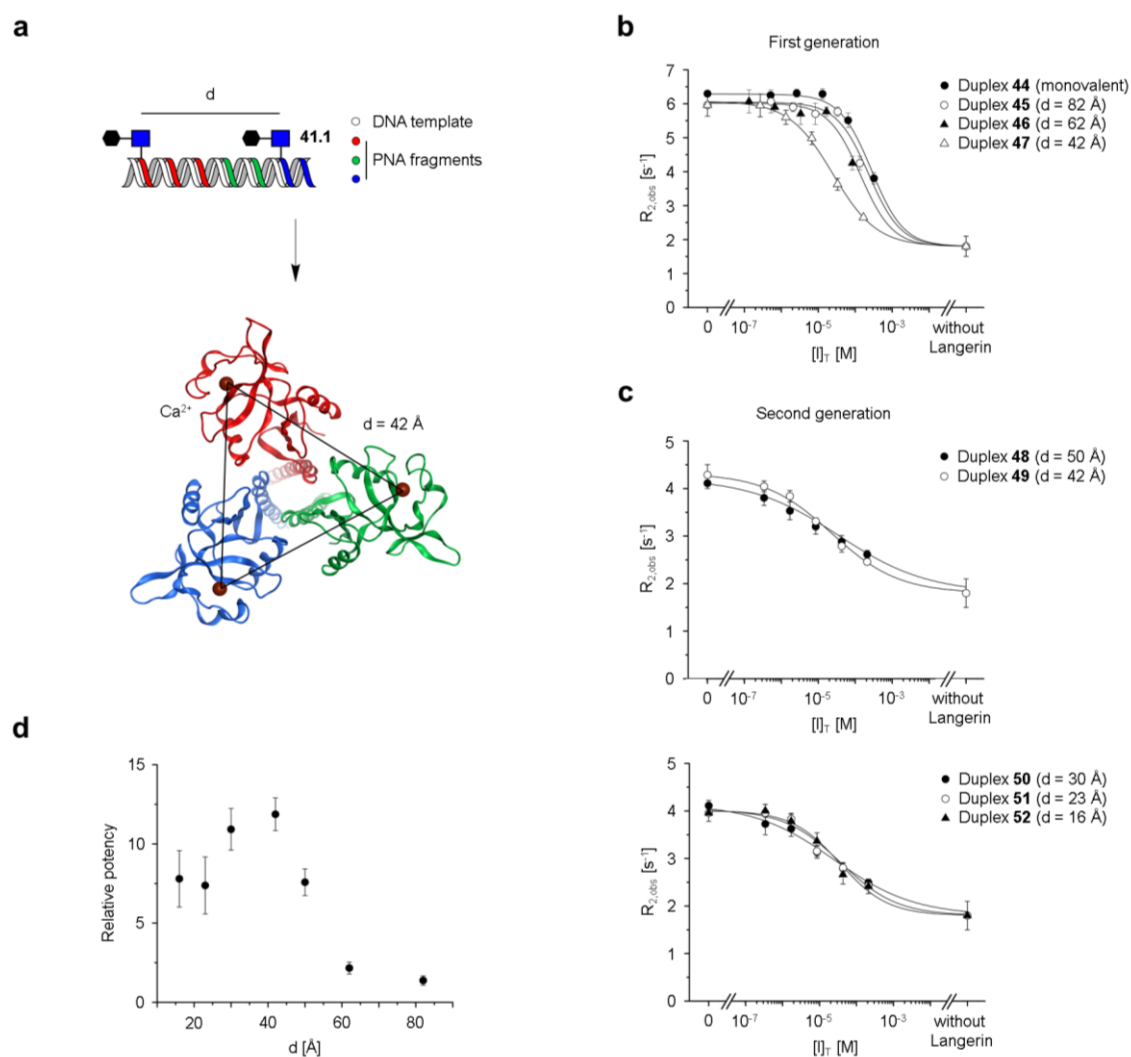 a
d
41.1
DNA template
PNA fragments
Ca²⁺
d = 42 Å
b
First generation
Duplex 44 (monovalent)
Duplex 45 (d = 82 Å)
Duplex 46 (d = 62 Å)
Duplex 47 (d = 42 Å)
R₂,obs [s⁻¹]
7
6
5
4
3
2
1
0
0
10⁻⁷
10⁻⁵
10⁻³
without
Langerin
[I]T [M]
c
Second generation
Duplex 48 (d = 50 Å)
Duplex 49 (d = 42 Å)
R₂,obs [s⁻¹]
5
4
3
2
1
0
0
10⁻⁷
10⁻⁵
10⁻³
without
Langerin
[I]T [M]
Duplex 50 (d = 30 Å)
Duplex 51 (d = 23 Å)
Duplex 52 (d = 16 Å)
R₂,obs [s⁻¹]
5
4
3
2
1
0
0
10⁻⁷
10⁻⁵
10⁻³
without
Langerin
[I]T [M]
d
Relative potency
15
10
5
0
20
40
60
80
d [Å]